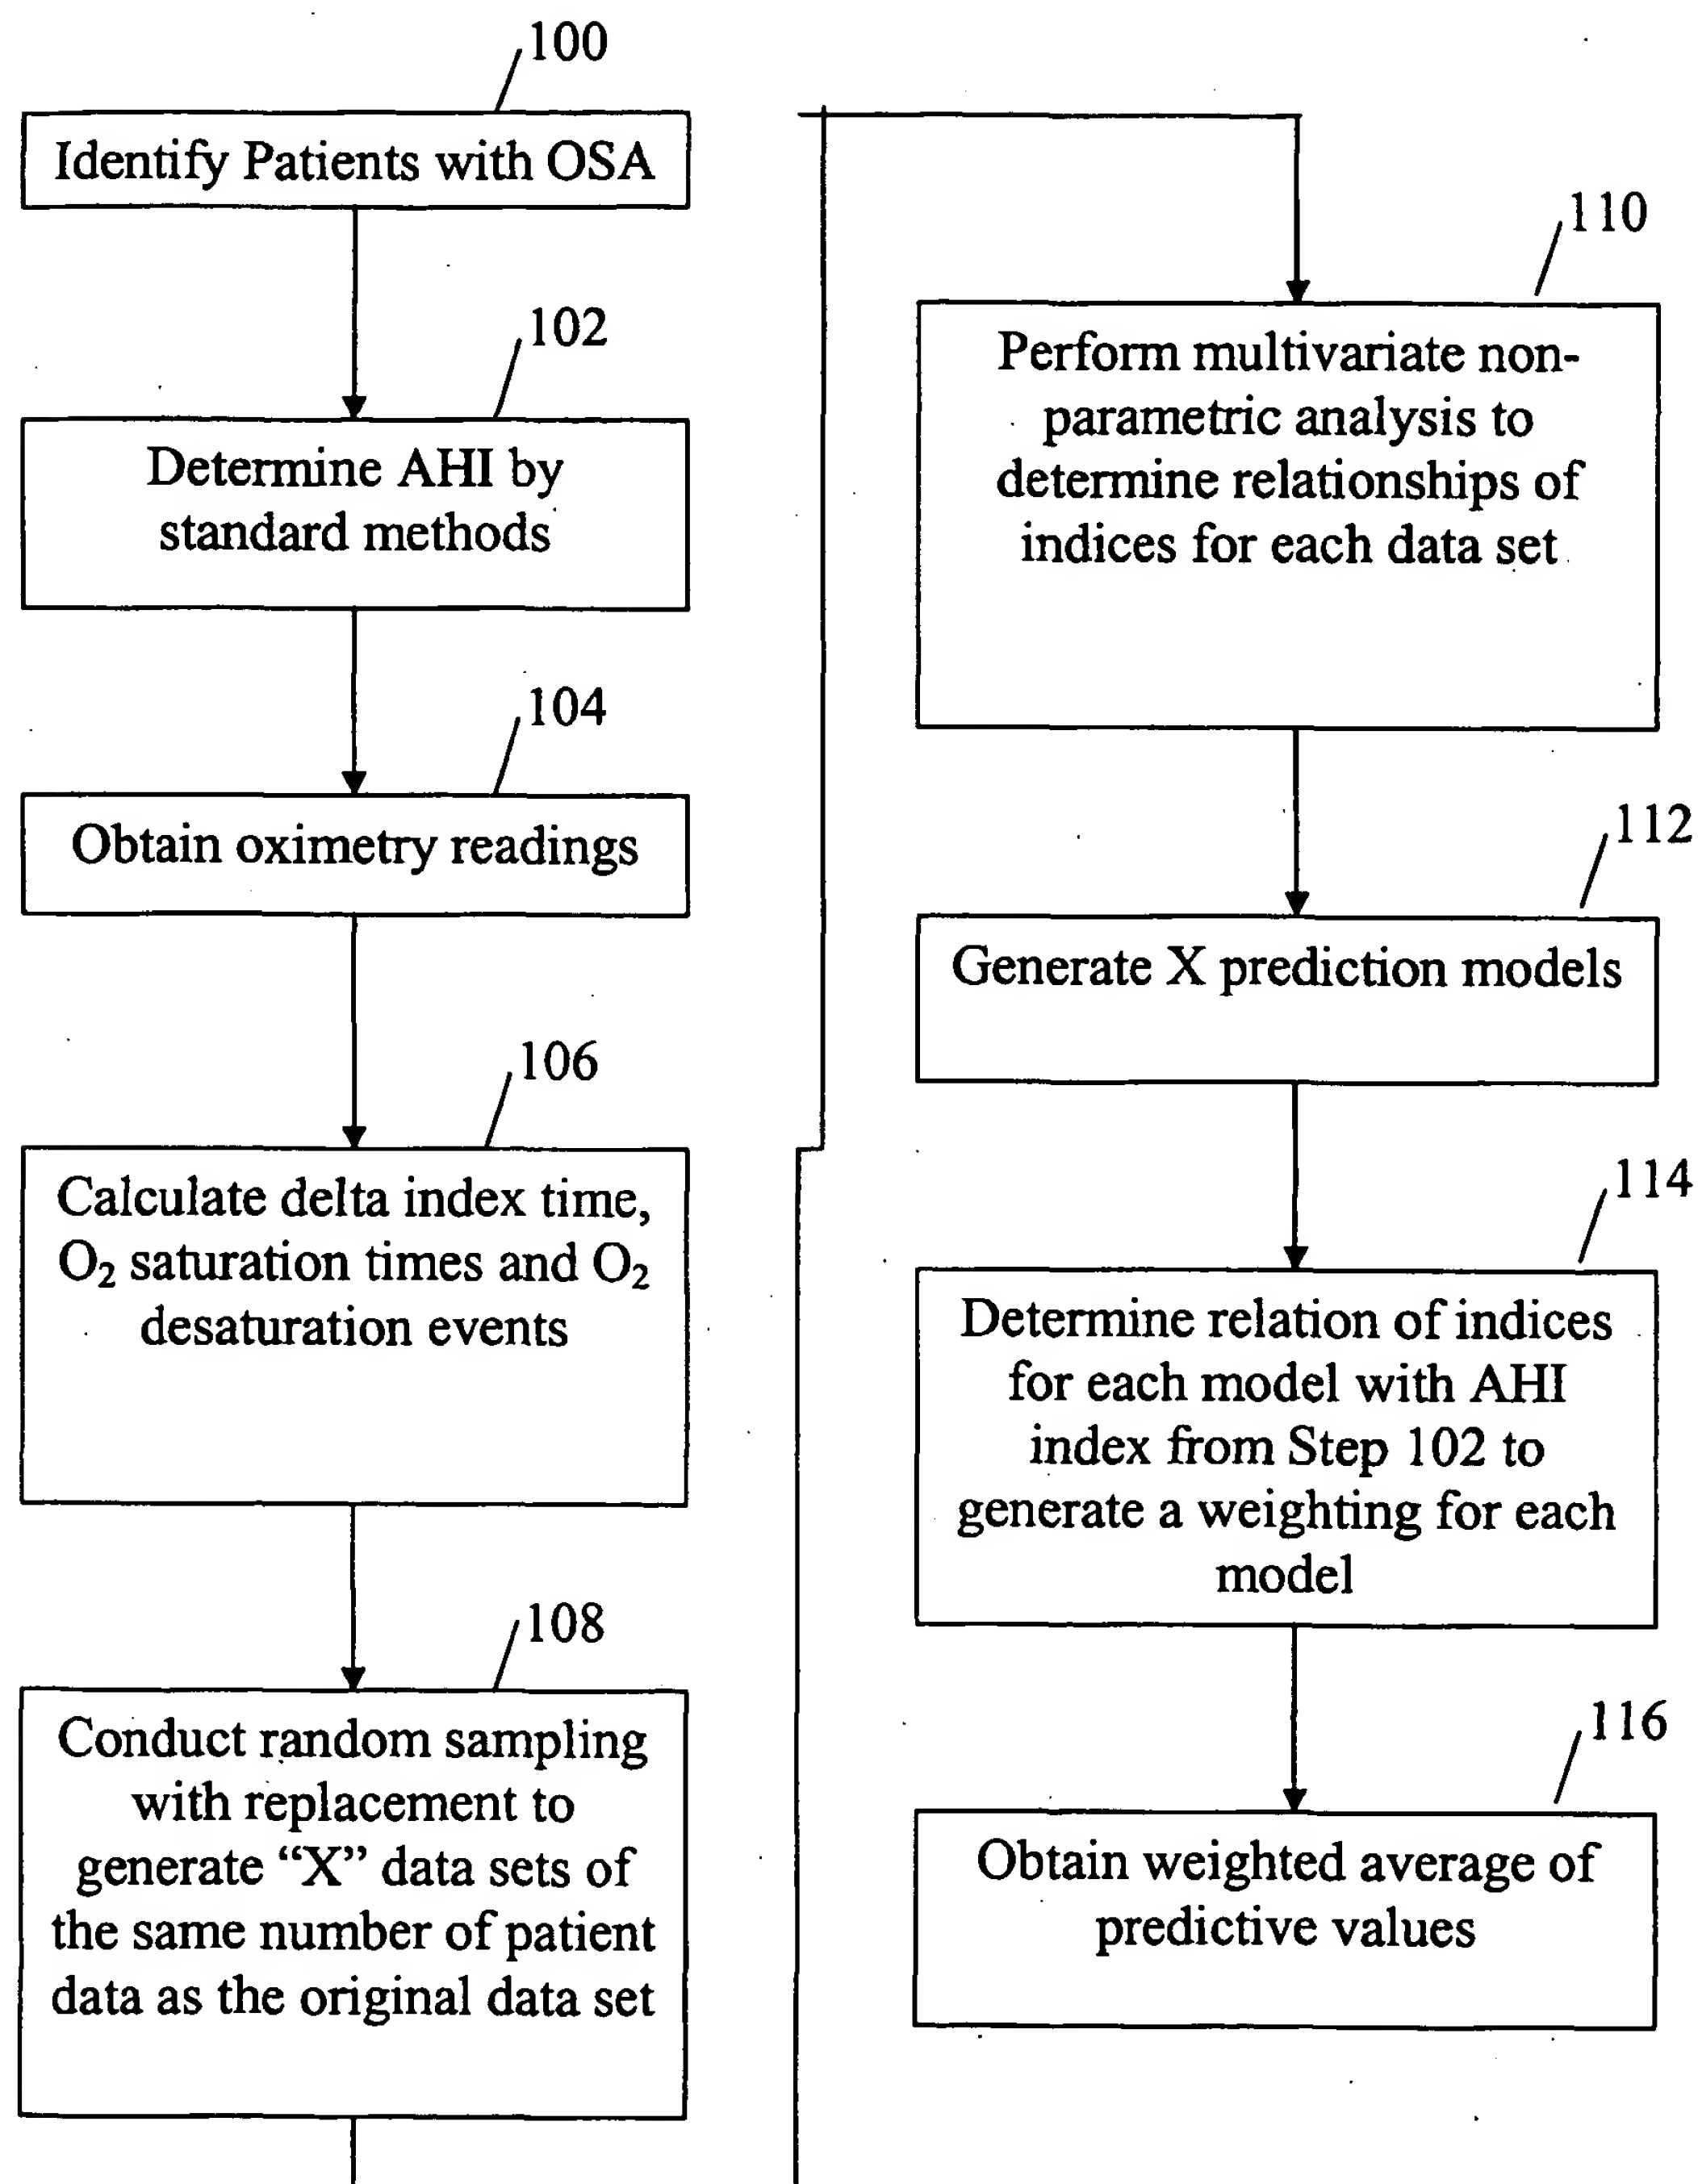 100
Identify Patients with OSA
102
Determine AHI by
standard methods
104
Obtain oximetry readings
106
Calculate delta index time,
O₂ saturation times and O₂
desaturation events
108
Conduct random sampling
with replacement to
generate “X” data sets of
the same number of patient
data as the original data set
110
Perform multivariate non-
parametric analysis to
determine relationships of
indices for each data set
112
Generate X prediction models
114
Determine relation of indices
for each model with AHI
index from Step 102 to
generate a weighting for each
model
116
Obtain weighted average of
predictive values